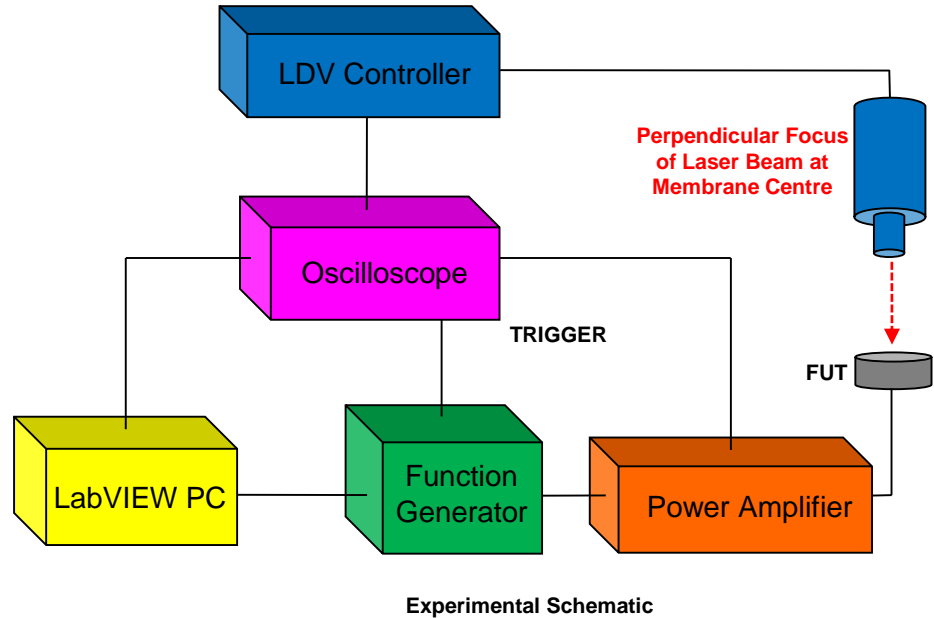 LDV Controller
Perpendicular Focus
of Laser Beam at
Membrane Centre
Oscilloscope
TRIGGER
FUT
LabVIEW PC
Function
Generator
Power Amplifier
Experimental Schematic